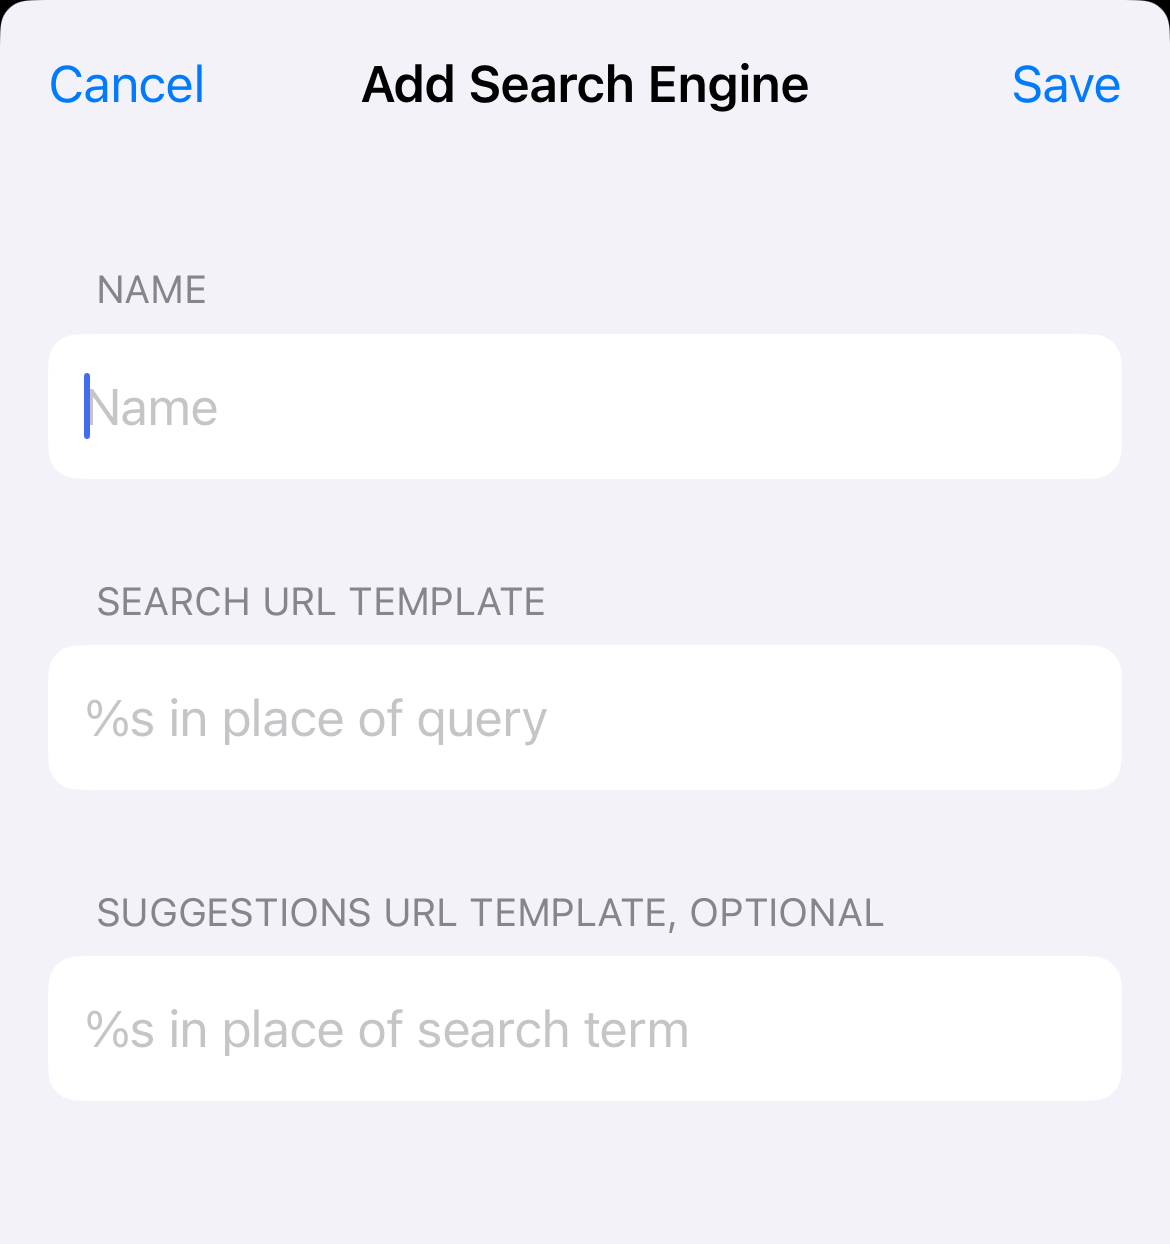 Cancel
Add Search Engine
Save
NAME
Name
SEARCH URL TEMPLATE
%s in place of query
SUGGESTIONS URL TEMPLATE, OPTIONAL
%s in place of search term